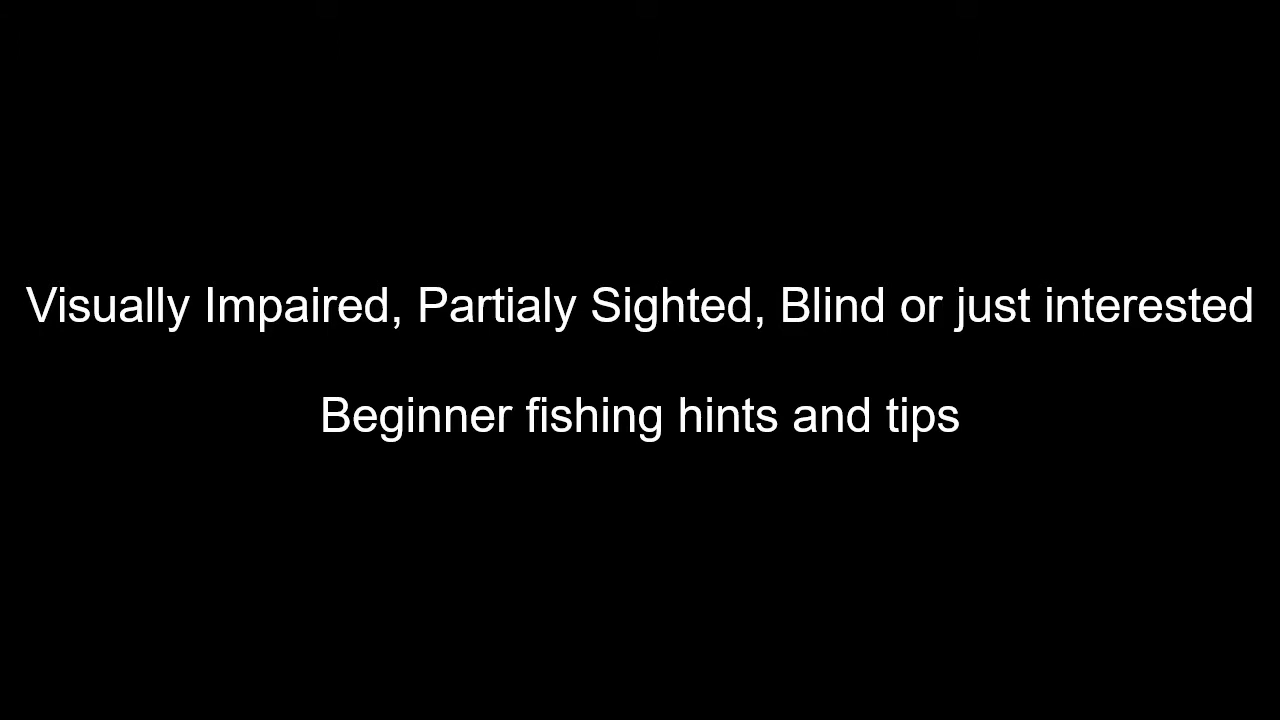 Visually Impaired, Partialy Sighted, Blind or just interested
Beginner fishing hints and tips